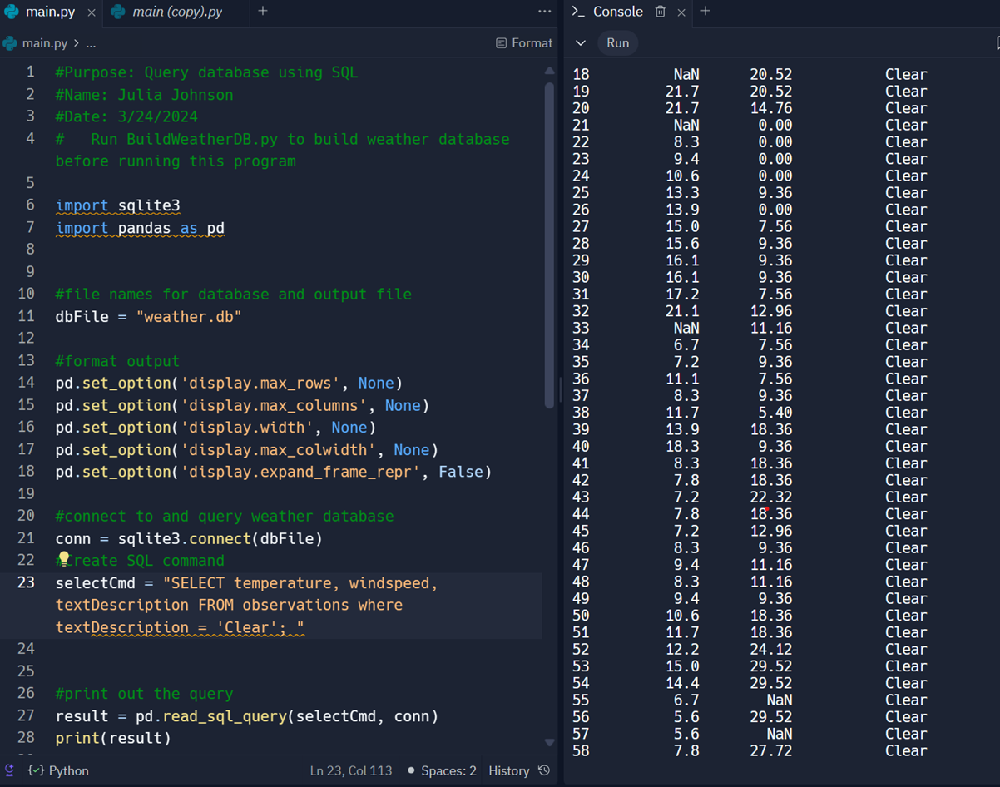 main.py × main (copy).py + ...
main.py > ...
Format
1 #Purpose: Query database using SQL
2 #Name: Julia Johnson
3 #Date: 3/24/2024
4 #   Run BuildWeatherDB.py to build weather database
before running this program
5
6 import sqlite3
7 import pandas as pd
8
9
10 #file names for database and output file
11 dbFile = "weather.db"
12
13 #format output
14 pd.set_option('display.max_rows', None)
15 pd.set_option('display.max_columns', None)
16 pd.set_option('display.width', None)
17 pd.set_option('display.max_colwidth', None)
18 pd.set_option('display.expand_frame_repr', False)
19
20 #connect to and query weather database
21 conn = sqlite3.connect(dbFile)
22 #Create SQL command
23 selectCmd = "SELECT temperature, windspeed,
textDescription FROM observations where
textDescription = 'Clear'; "
24
25
26 #print out the query
27 result = pd.read_sql_query(selectCmd, conn)
28 print(result)
Python
Ln 23, Col 113 Spaces: 2 History
Console × +
Run
18 NaN 20.52 Clear
19 21.7 20.52 Clear
20 21.7 14.76 Clear
21 NaN 0.00 Clear
22 8.3 0.00 Clear
23 9.4 0.00 Clear
24 10.6 0.00 Clear
25 13.3 9.36 Clear
26 13.9 0.00 Clear
27 15.0 7.56 Clear
28 15.6 9.36 Clear
29 16.1 9.36 Clear
30 16.1 9.36 Clear
31 17.2 7.56 Clear
32 21.1 12.96 Clear
33 NaN 11.16 Clear
34 6.7 7.56 Clear
35 7.2 9.36 Clear
36 11.1 7.56 Clear
37 8.3 9.36 Clear
38 11.7 5.40 Clear
39 13.9 18.36 Clear
40 18.3 9.36 Clear
41 8.3 18.36 Clear
42 7.8 18.36 Clear
43 7.2 22.32 Clear
44 7.8 18.36 Clear
45 7.2 12.96 Clear
46 8.3 9.36 Clear
47 9.4 11.16 Clear
48 8.3 11.16 Clear
49 9.4 9.36 Clear
50 10.6 18.36 Clear
51 11.7 18.36 Clear
52 12.2 24.12 Clear
53 15.0 29.52 Clear
54 14.4 29.52 Clear
55 6.7 NaN Clear
56 5.6 29.52 Clear
57 5.6 NaN Clear
58 7.8 27.72 Clear